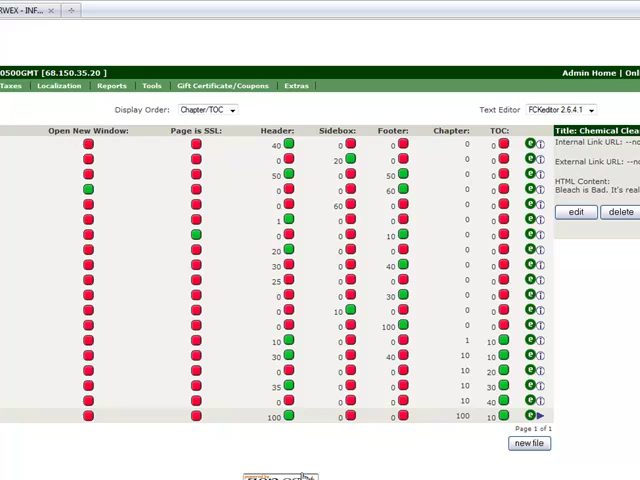 RWEX - INF...
0500GMT [68.150.35.20 ] Admin Home | Onl
Taxes Localization Reports Tools Gift Certificate/Coupons Extras
Display Order: Chapter/TOC Text Editor FCKeditor 2.6.4.1
Open New Window: Page is SSL: Header: Sidebox: Footer: Chapter: TOC: Title: Chemical Clea
40 0 0 0 0 Internal Link URL: --no
0 20 0 0 0 External Link URL: --no
50 0 50 0 0 HTML Content:
0 0 60 0 0 Bleach is Bad. It's real
0 60 0 0 0 edit delete
1 0 0 0 0
0 0 10 0 0
20 0 0 0 0
30 0 40 0 0
25 0 0 0 0
0 0 30 0 0
0 10 0 0 0
0 0 100 0 0
10 0 0 1 10
30 0 40 10 10
0 0 0 10 20
35 0 0 10 30
0 0 0 10 40
100 0 0 100 10
Page 1 of 1
new file